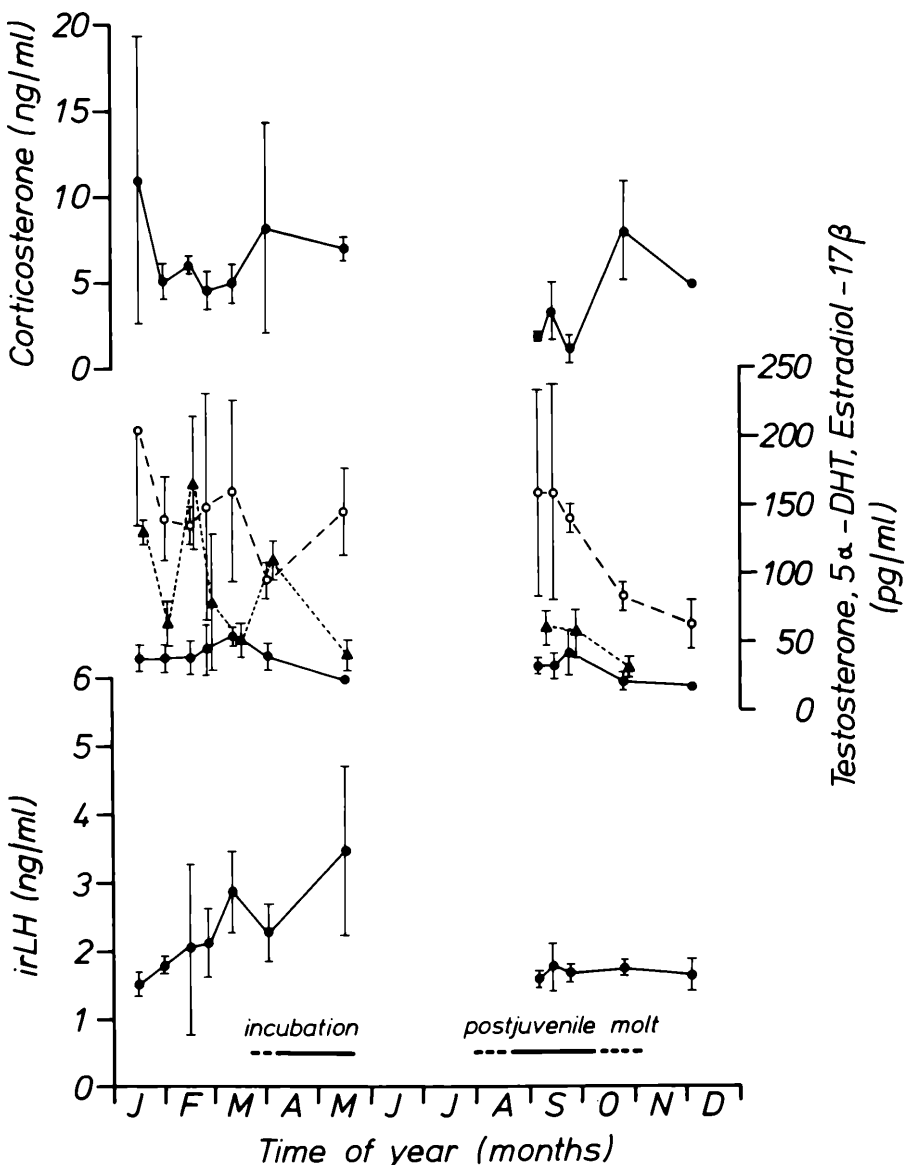 Corticosterone (ng/ml)
20
15
10
5
0
250
200
150
100
50
0
Testosterone, 5α-DHT, Estradiol-17β
(pg/ml)
6
5
4
3
2
1
0
irLH (ng/ml)
incubation
postjuvenile molt
J F M A M J J A S O N D
Time of year (months)